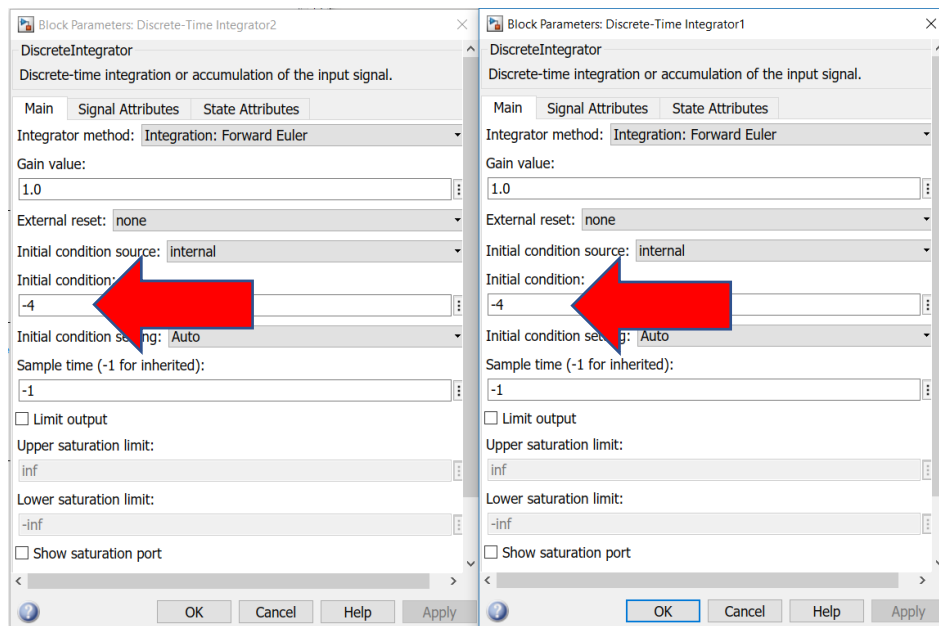 Block Parameters: Discrete-Time Integrator2
DiscreteIntegrator
Discrete-time integration or accumulation of the input signal.
Main Signal Attributes State Attributes
Integrator method: Integration: Forward Euler
Gain value:
1.0
External reset: none
Initial condition source: internal
Initial condition:
-4
Initial condition setting: Auto
Sample time (-1 for inherited):
-1
Limit output
Upper saturation limit:
inf
Lower saturation limit:
-inf
Show saturation port
OK Cancel Help Apply
Block Parameters: Discrete-Time Integrator1
DiscreteIntegrator
Discrete-time integration or accumulation of the input signal.
Main Signal Attributes State Attributes
Integrator method: Integration: Forward Euler
Gain value:
1.0
External reset: none
Initial condition source: internal
Initial condition:
-4
Initial condition setting: Auto
Sample time (-1 for inherited):
-1
Limit output
Upper saturation limit:
inf
Lower saturation limit:
-inf
Show saturation port
OK Cancel Help Apply